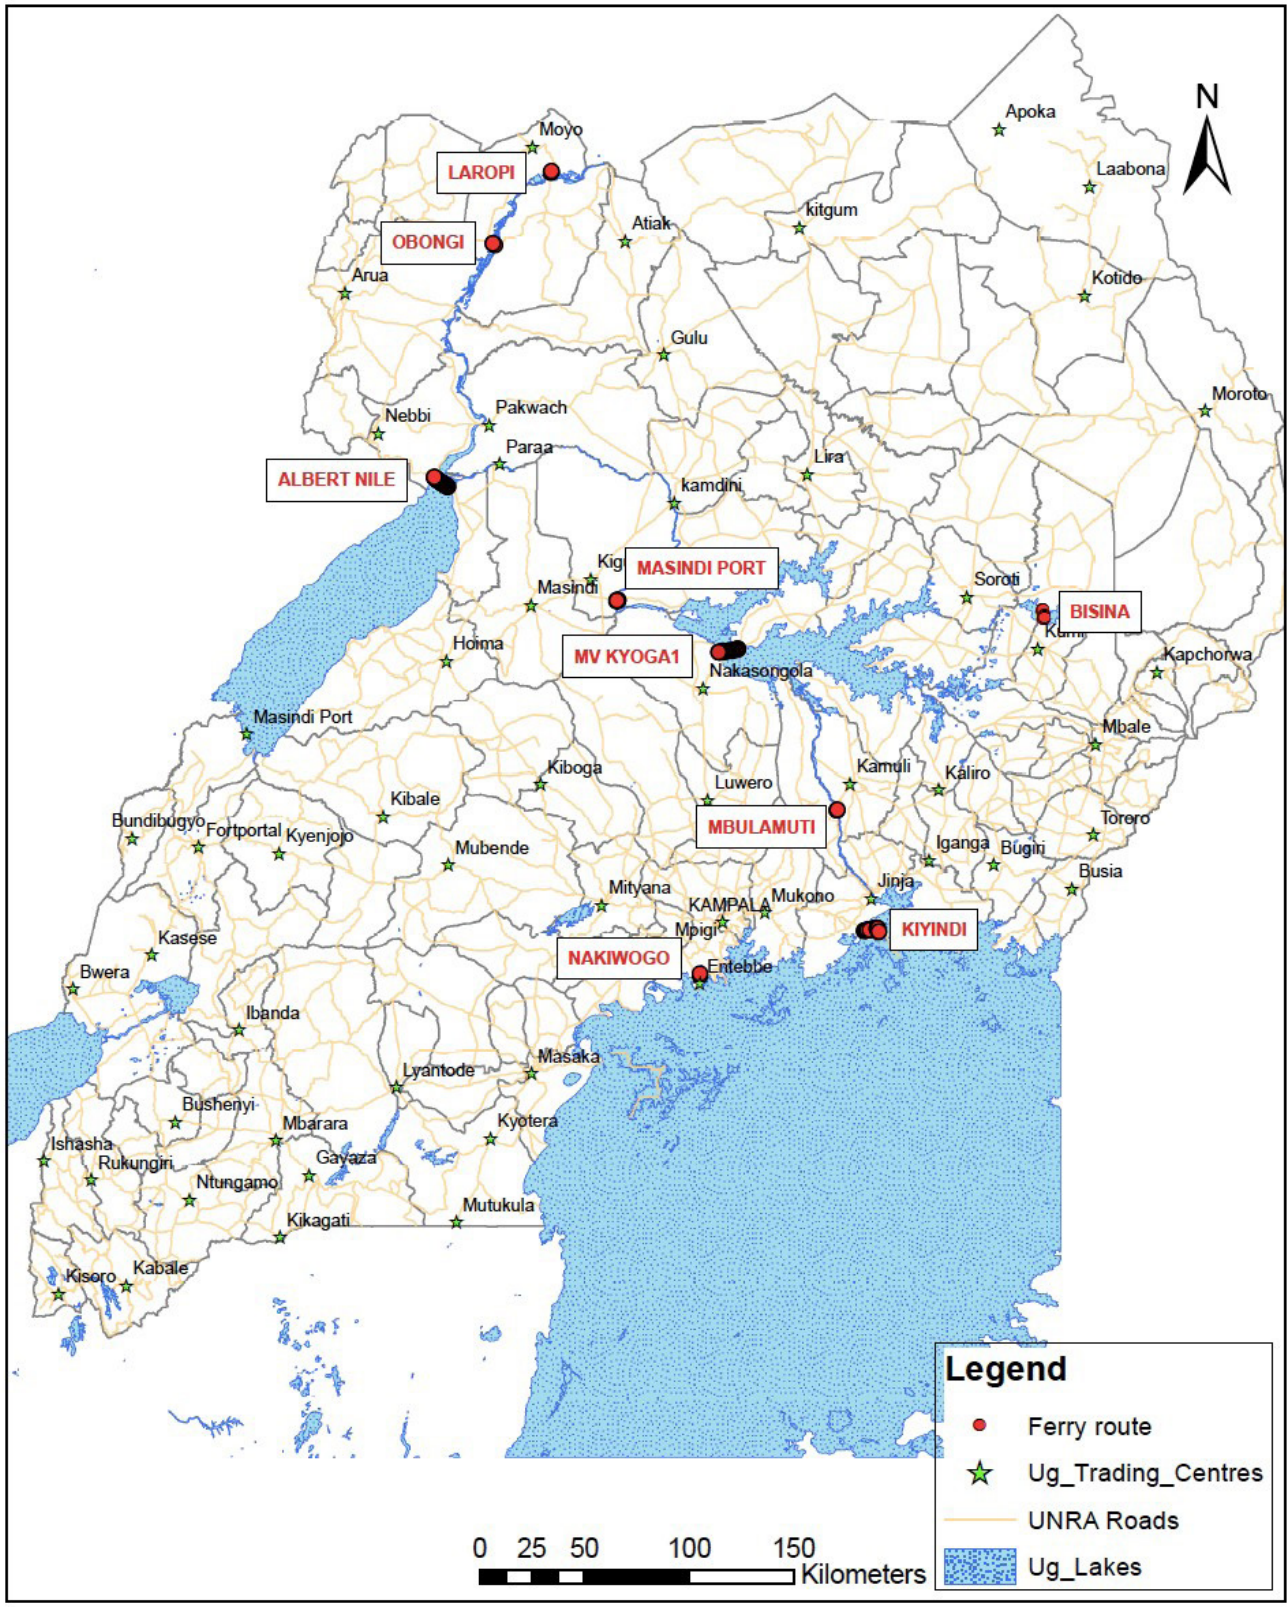 N
Apoka
Moyo
LAROPI
Laabona
kitgum
Atiak
OBONGI
Arua
Kotido
Gulu
Moroto
Pakwach
Nebbi
Paraa
Lira
ALBERT NILE
kamdini
MASINDI PORT
Masindi
Soroti
BISINA
Hoima
MV KYOGA1
Nakasongola
Kapchorwa
Masindi Port
Mbale
Kiboga
Luwero
Kamuli
Kaliro
Kibale
Bundibugyo
Fortportal
Kyenjojo
MBULAMUTI
Tororo
Mubende
Iganga
Bugiri
Busia
Mityana
KAMPALA
Mukono
Jinja
Mpigi
KIYINDI
Kasese
NAKIWOGO
Entebbe
Bwera
Ibanda
Masaka
Lyantode
Bushenyi
Mbarara
Kyotera
Ishasha
Rukungiri
Gayaza
Ntungamo
Mutukula
Kikagati
Kisoro
Kabale
Legend
Ferry route
Ug_Trading_Centres
UNRA Roads
Ug_Lakes
0 25 50 100 150
Kilometers